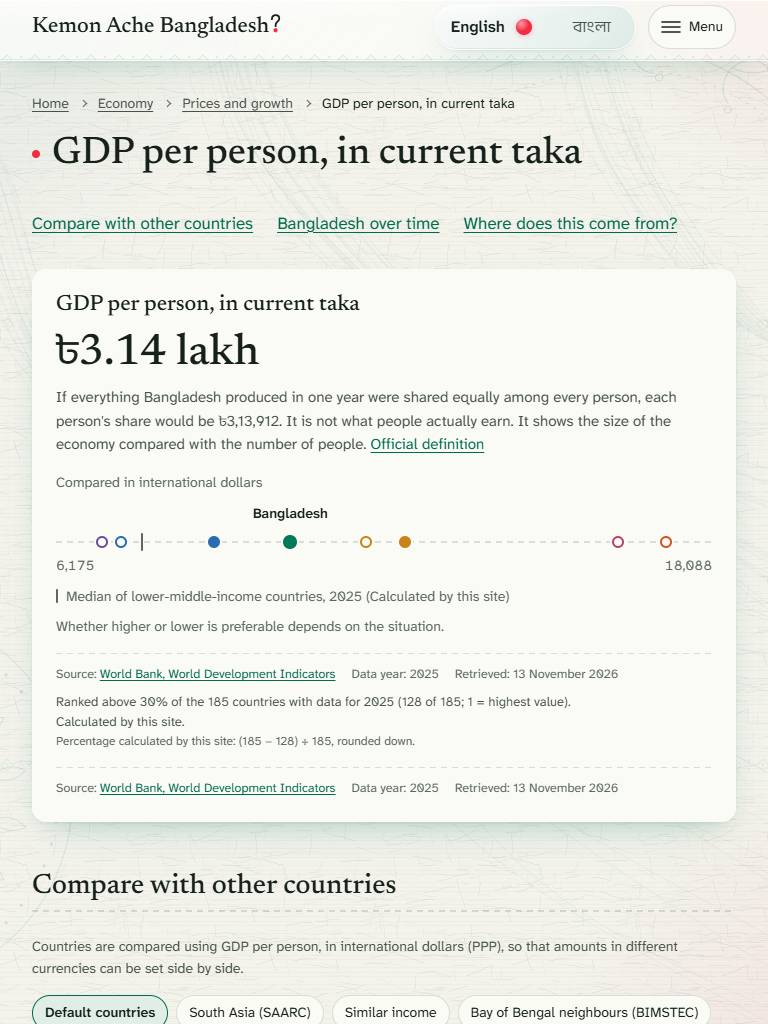 Kemon Ache Bangladesh?
English
বাংলা
Menu
Home > Economy > Prices and growth > GDP per person, in current taka
GDP per person, in current taka
Compare with other countries
Bangladesh over time
Where does this come from?
GDP per person, in current taka
৳3.14 lakh
If everything Bangladesh produced in one year were shared equally among every person, each
person's share would be ৳3,13,912. It is not what people actually earn. It shows the size of the
economy compared with the number of people. Official definition
Compared in international dollars
Bangladesh
6,175
18,088
Median of lower-middle-income countries, 2025 (Calculated by this site)
Whether higher or lower is preferable depends on the situation.
Source: World Bank, World Development Indicators Data year: 2025 Retrieved: 13 November 2026
Ranked above 30% of the 185 countries with data for 2025 (128 of 185; 1 = highest value).
Calculated by this site.
Percentage calculated by this site: (185 − 128) ÷ 185, rounded down.
Source: World Bank, World Development Indicators Data year: 2025 Retrieved: 13 November 2026
Compare with other countries
Countries are compared using GDP per person, in international dollars (PPP), so that amounts in different
currencies can be set side by side.
Default countries
South Asia (SAARC)
Similar income
Bay of Bengal neighbours (BIMSTEC)